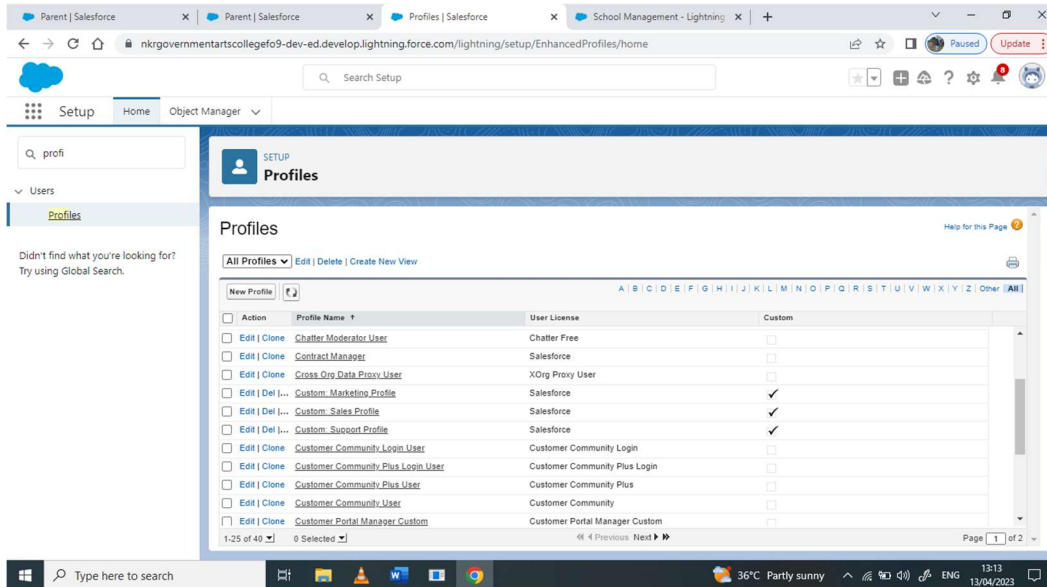 Parent | Salesforce
Parent | Salesforce
Profiles | Salesforce
School Management - Lightning
nkrgovernmentartscollegefo9-dev-ed.develop.lightning.force.com/lightning/setup/EnhancedProfiles/home
Paused
Update
Search Setup
8
Setup
Home
Object Manager
profi
Users
Profiles
Didn't find what you're looking for?
Try using Global Search.
SETUP
Profiles
Profiles
Help for this Page
All Profiles Edit | Delete | Create New View
New Profile
A | B | C | D | E | F | G | H | I | J | K | L | M | N | O | P | Q | R | S | T | U | V | W | X | Y | Z | Other All
Action Profile Name User License Custom
Edit | Clone Chatter Moderator User Chatter Free
Edit | Clone Contract Manager Salesforce
Edit | Clone Cross Org Data Proxy User XOrg Proxy User
Edit | Del |... Custom: Marketing Profile Salesforce
Edit | Del |... Custom: Sales Profile Salesforce
Edit | Del |... Custom: Support Profile Salesforce
Edit | Clone Customer Community Login User Customer Community Login
Edit | Clone Customer Community Plus Login User Customer Community Plus Login
Edit | Clone Customer Community Plus User Customer Community Plus
Edit | Clone Customer Community User Customer Community
Edit | Clone Customer Portal Manager Custom Customer Portal Manager Custom
1-25 of 40 0 Selected Previous Next Page 1 of 2
Type here to search
36°C Partly sunny
ENG
13:13
13/04/2023